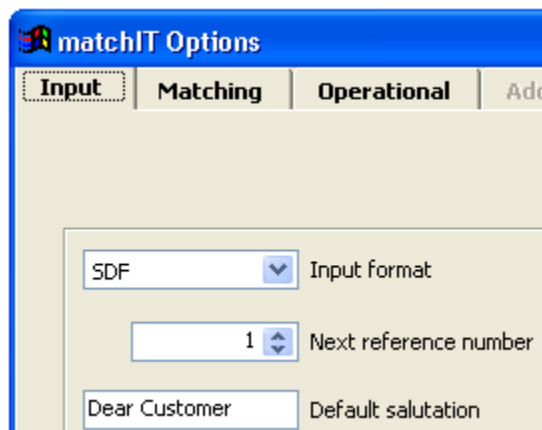 matchIT Options
Input Matching Operational
SDF Input format
1 Next reference number
Dear Customer Default salutation